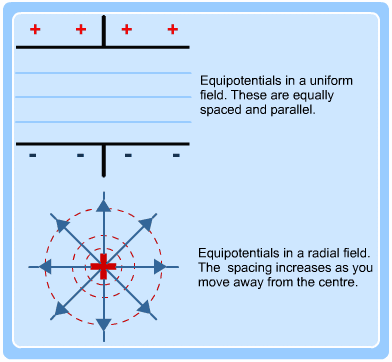 + + + +
Equipotentials in a uniform
field. These are equally
spaced and parallel.
- - - -
Equipotentials in a radial field.
The spacing increases as you
move away from the centre.
+